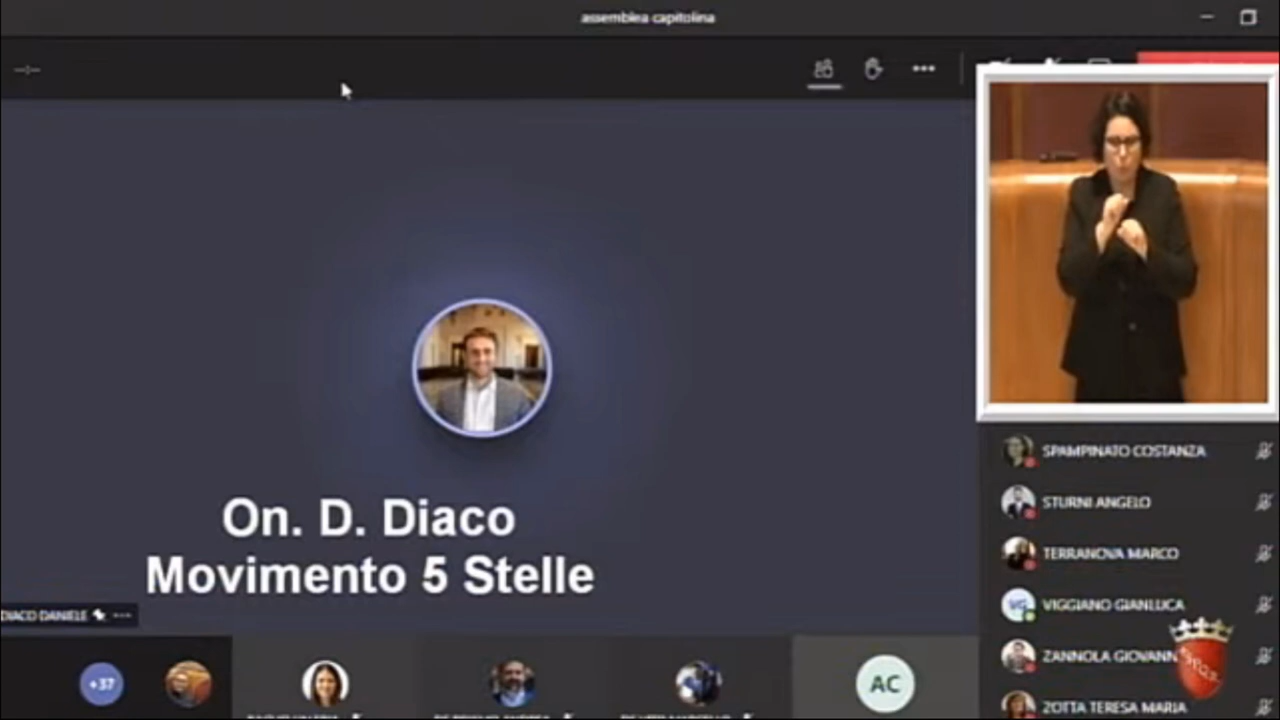 assemblea capitolina
SPAMPINATO COSTANZA
STURNI ANGELO
TERRANOVA MARCO
VIGGIANO GIANLUCA
ZANNOLA GIOVANN
ZOTTA TERESA MARIA
On. D. Diaco
Movimento 5 Stelle
DIACO DANIELE
+37
AC